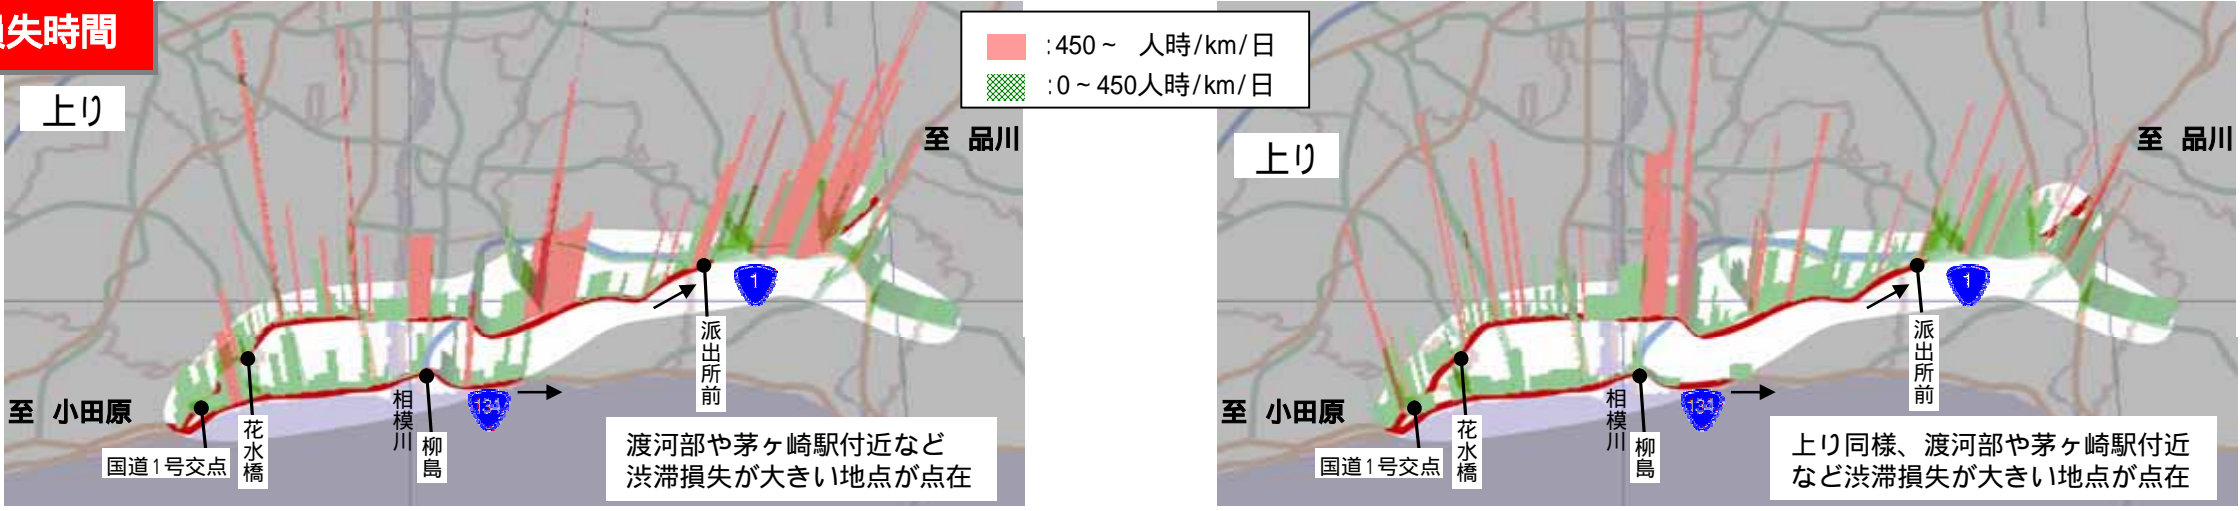 損失時間
上り
:450～ 人時/km/日
:0～450人時/km/日
至 品川
1
派出所前
至 小田原
花水橋
相模川
柳島
134
国道1号交点
渡河部や茅ヶ崎駅付近など
渋滞損失が大きい地点が点在
上り
至 品川
1
派出所前
至 小田原
花水橋
相模川
柳島
134
国道1号交点
上り同様、渡河部や茅ヶ崎駅付近
など渋滞損失が大きい地点が点在